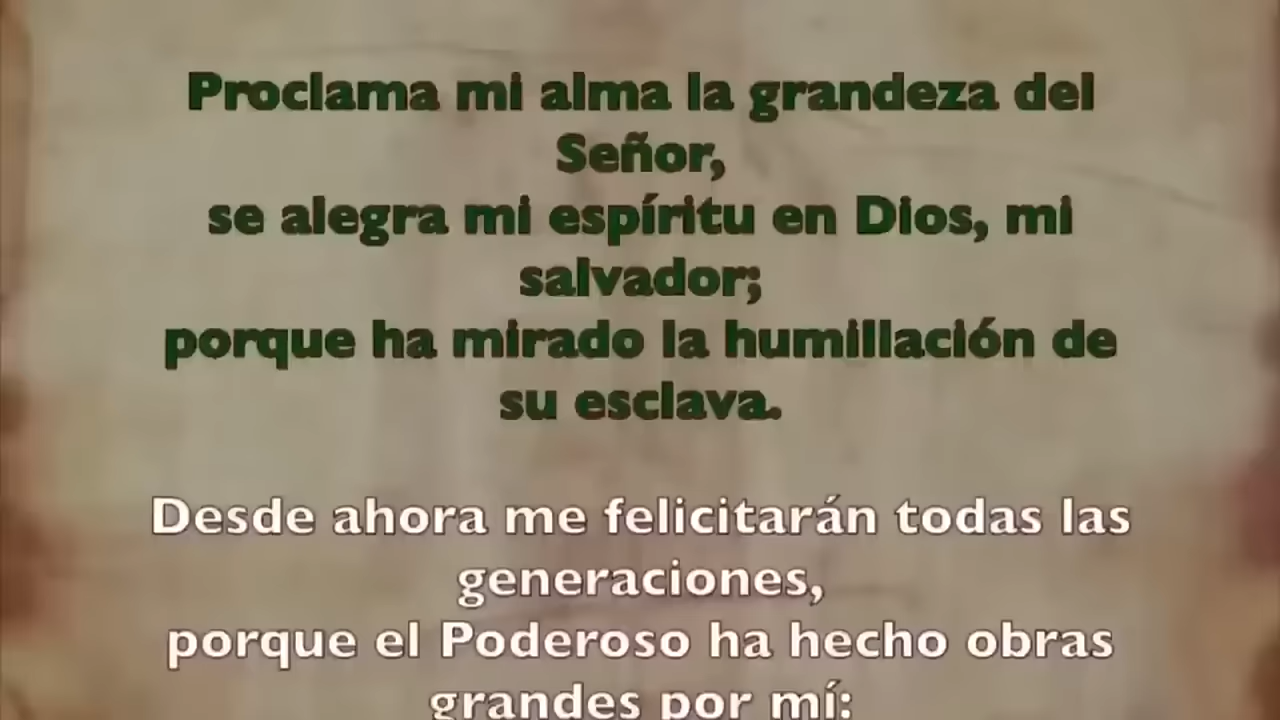 Proclama mi alma la grandeza del
Señor,
se alegra mi espíritu en Dios, mi
salvador;
porque ha mirado la humillación de
su esclava.
Desde ahora me felicitarán todas las
generaciones,
porque el Poderoso ha hecho obras
grandes por mí: